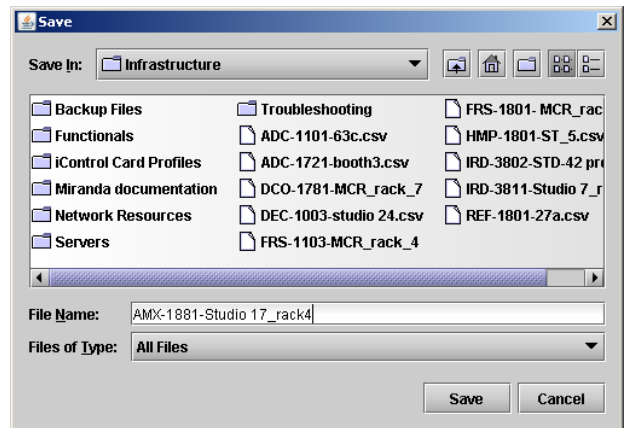 Save
Save In: Infrastructure
Backup Files
Functionals
iControl Card Profiles
Miranda documentation
Network Resources
Servers
Troubleshooting
ADC-1101-63c.csv
ADC-1721-booth3.csv
DCO-1781-MCR_rack_7
DEC-1003-studio 24.csv
FRS-1103-MCR_rack_4
FRS-1801- MCR_rac
HMP-1801-ST_5.csv
IRD-3802-STD-42 pr
IRD-3811-Studio 7_r
REF-1801-27a.csv
File Name: AMX-1881-Studio 17_rack4
Files of Type: All Files
Save Cancel